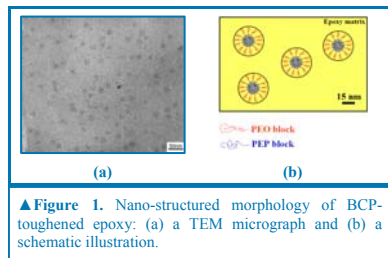 Epoxy matrix
15 nm
PEO block
PEP block
(a)
(b)
▲Figure 1. Nano-structured morphology of BCP-
toughened epoxy: (a) a TEM micrograph and (b) a
schematic illustration.